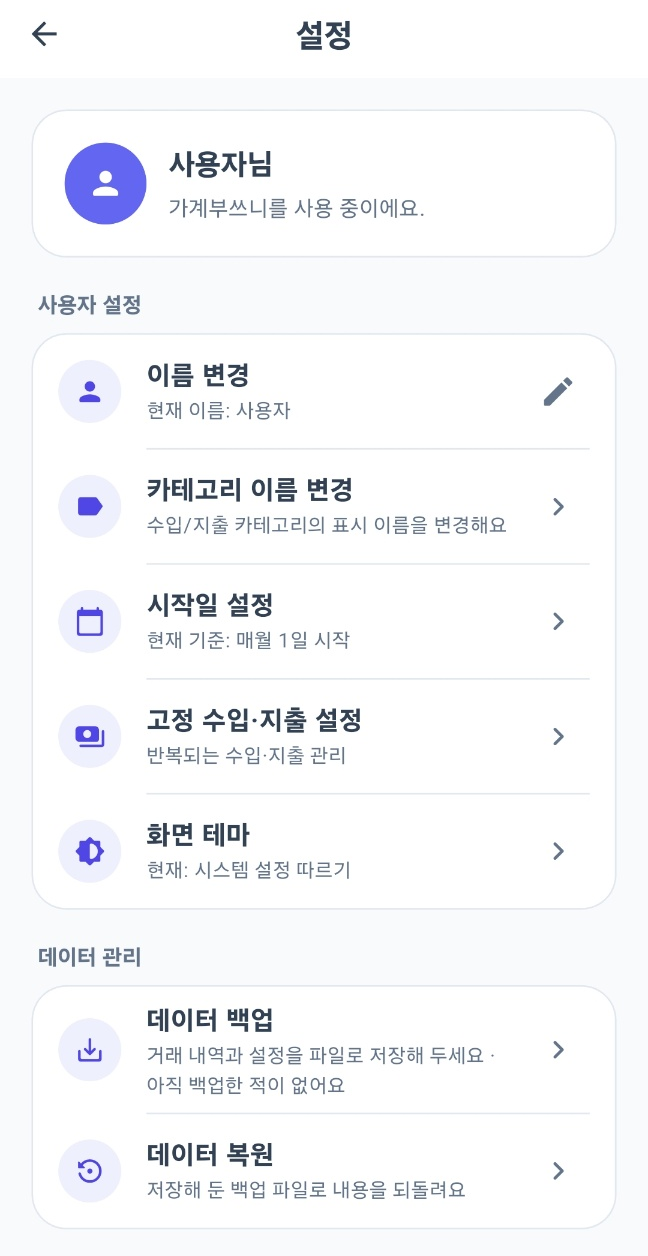 설정
사용자님
가계부쓰니를 사용 중이에요.
사용자 설정
이름 변경
현재 이름: 사용자
카테고리 이름 변경
수입/지출 카테고리의 표시 이름을 변경해요
시작일 설정
현재 기준: 매월 1일 시작
고정 수입·지출 설정
반복되는 수입·지출 관리
화면 테마
현재: 시스템 설정 따르기
데이터 관리
데이터 백업
거래 내역과 설정을 파일로 저장해 두세요 ·
아직 백업한 적이 없어요
데이터 복원
저장해 둔 백업 파일로 내용을 되돌려요